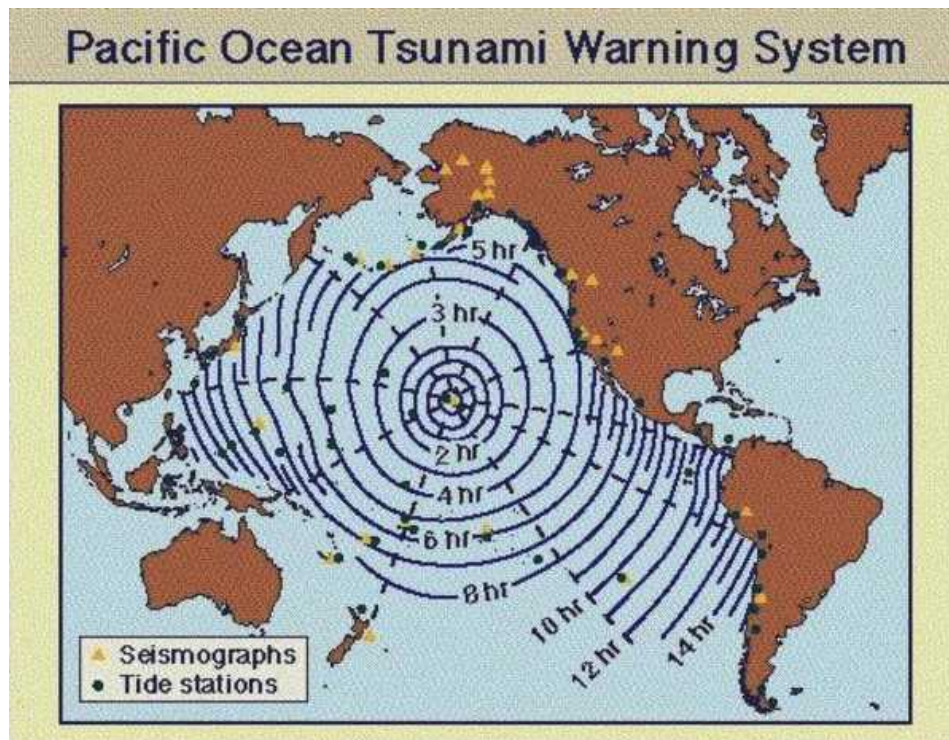 Pacific Ocean Tsunami Warning System
5 hr
3 hr
2 hr
4 hr
6 hr
8 hr
10 hr
12 hr
14 hr
Seismographs
Tide stations